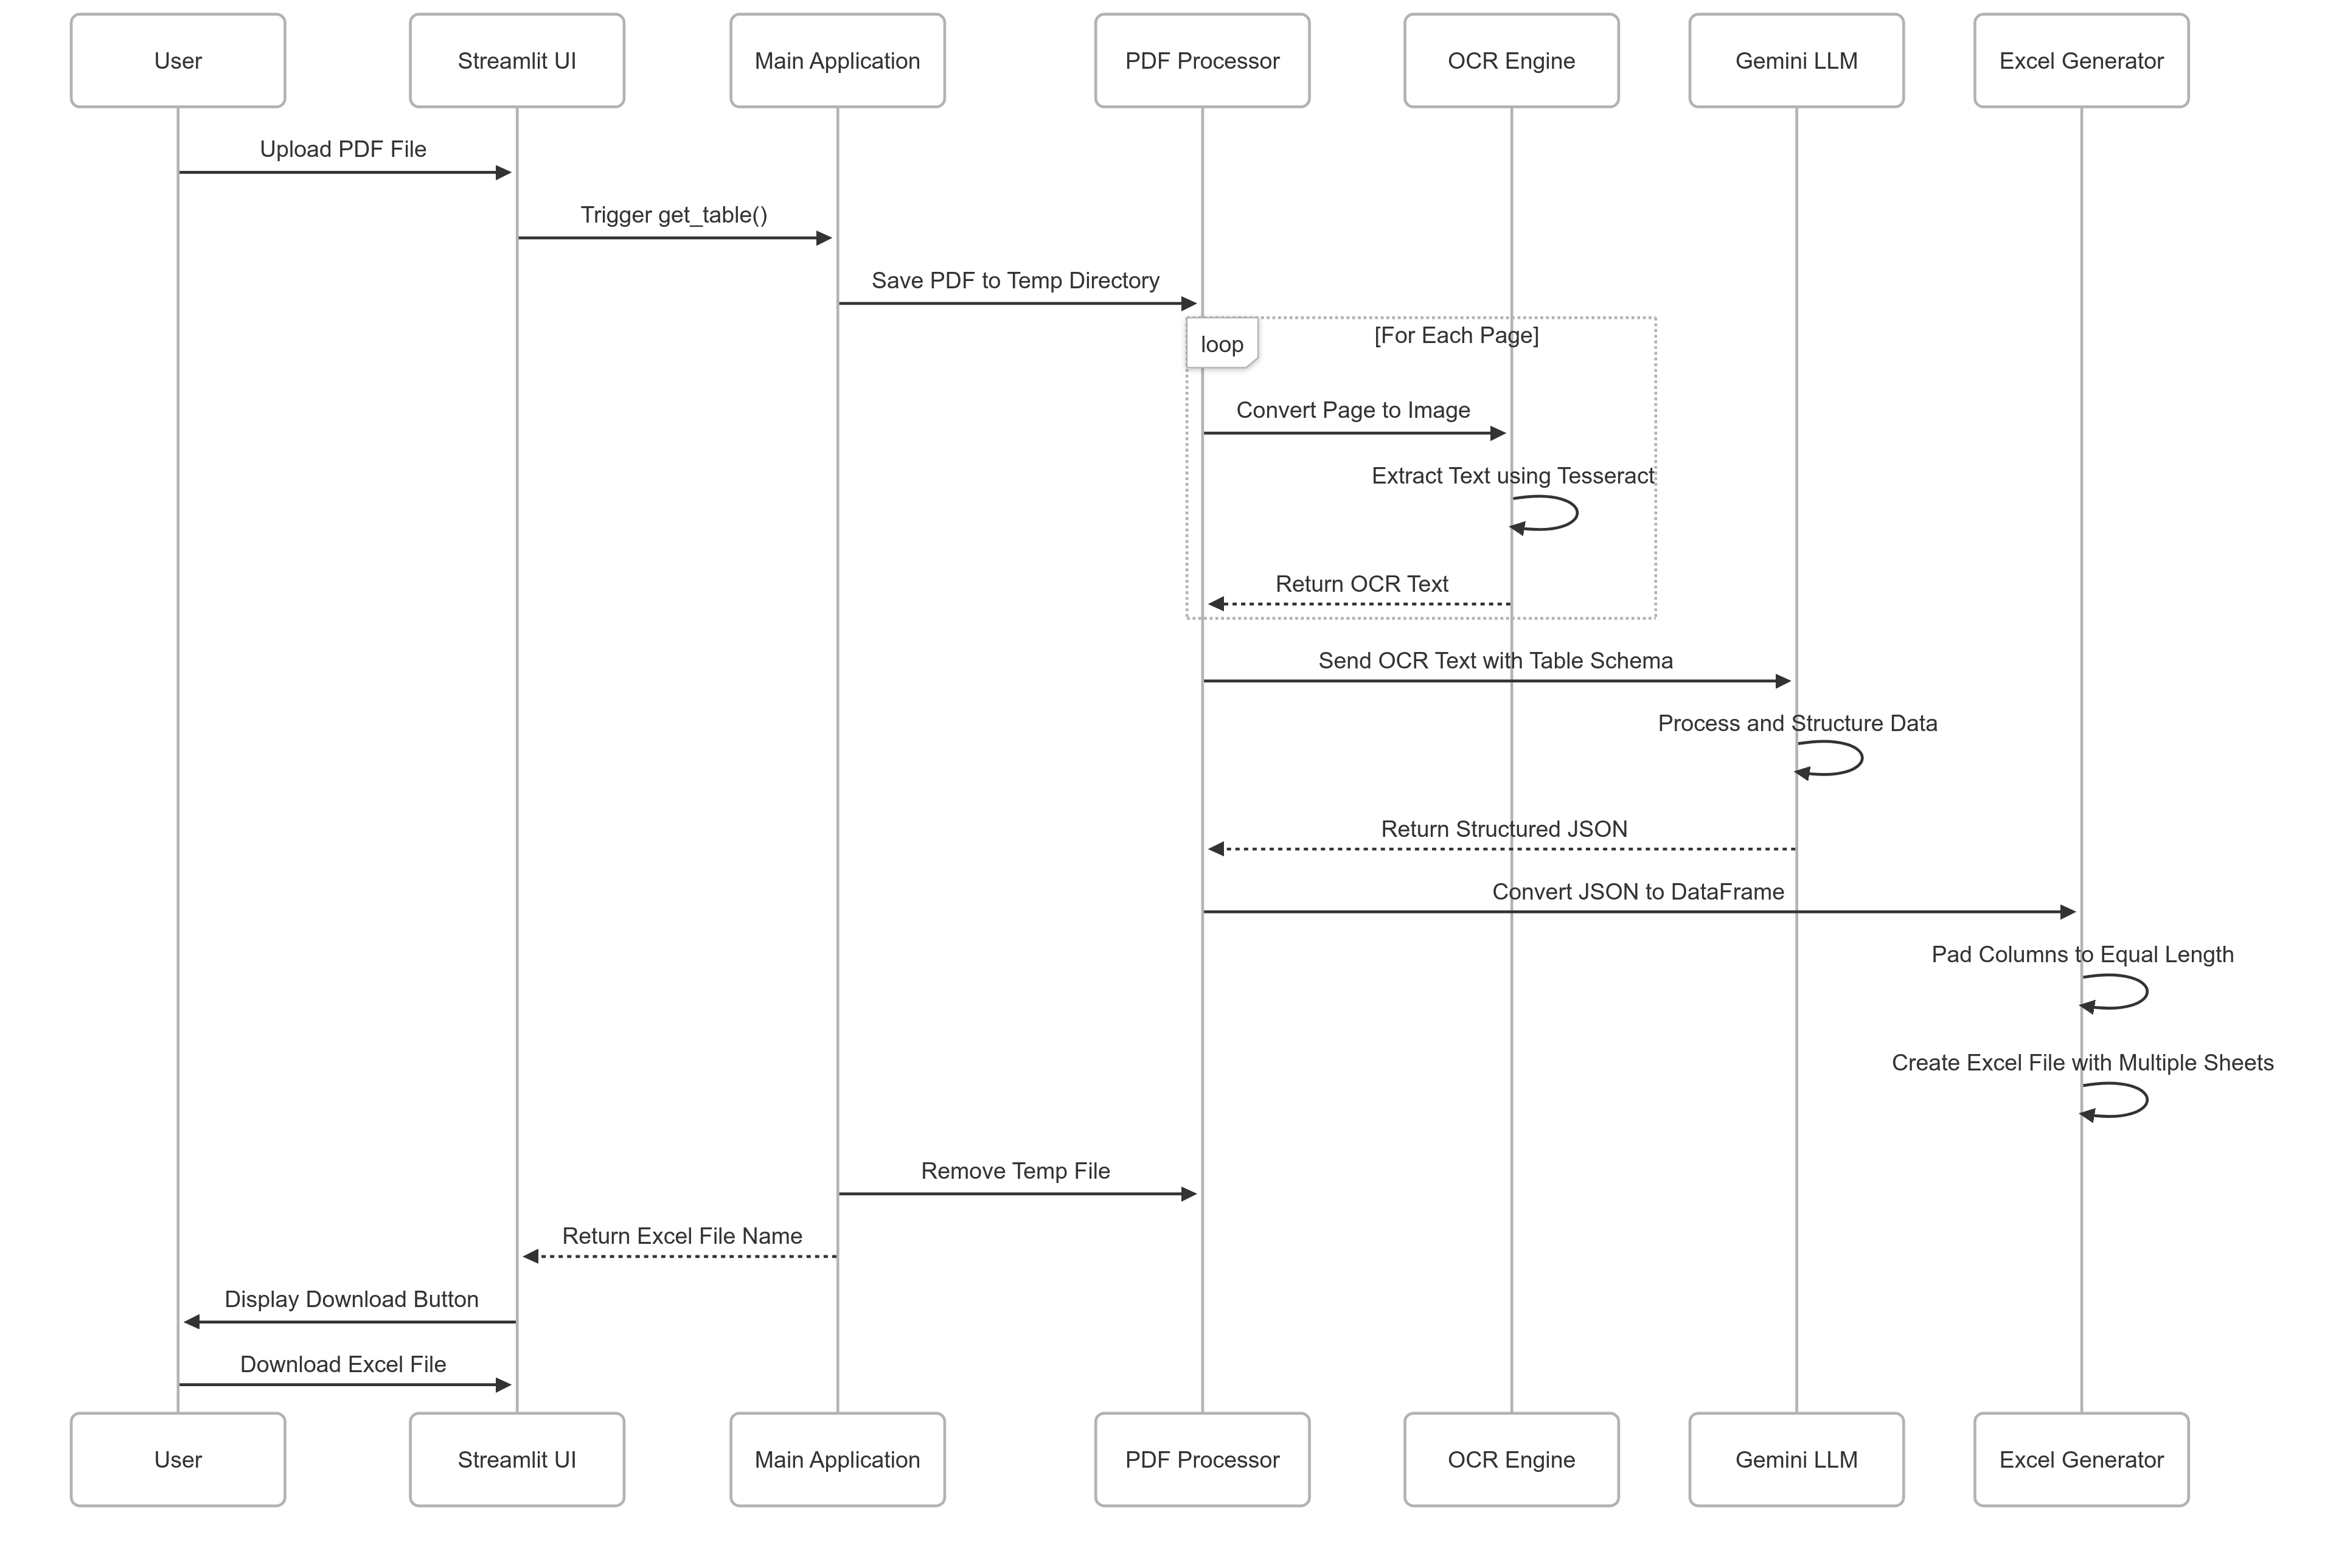 User
Streamlit UI
Main Application
PDF Processor
OCR Engine
Gemini LLM
Excel Generator
Upload PDF File
Trigger get_table()
Save PDF to Temp Directory
loop
[For Each Page]
Convert Page to Image
Extract Text using Tesseract
Return OCR Text
Send OCR Text with Table Schema
Process and Structure Data
Return Structured JSON
Convert JSON to DataFrame
Pad Columns to Equal Length
Create Excel File with Multiple Sheets
Remove Temp File
Return Excel File Name
Display Download Button
Download Excel File
User
Streamlit UI
Main Application
PDF Processor
OCR Engine
Gemini LLM
Excel Generator